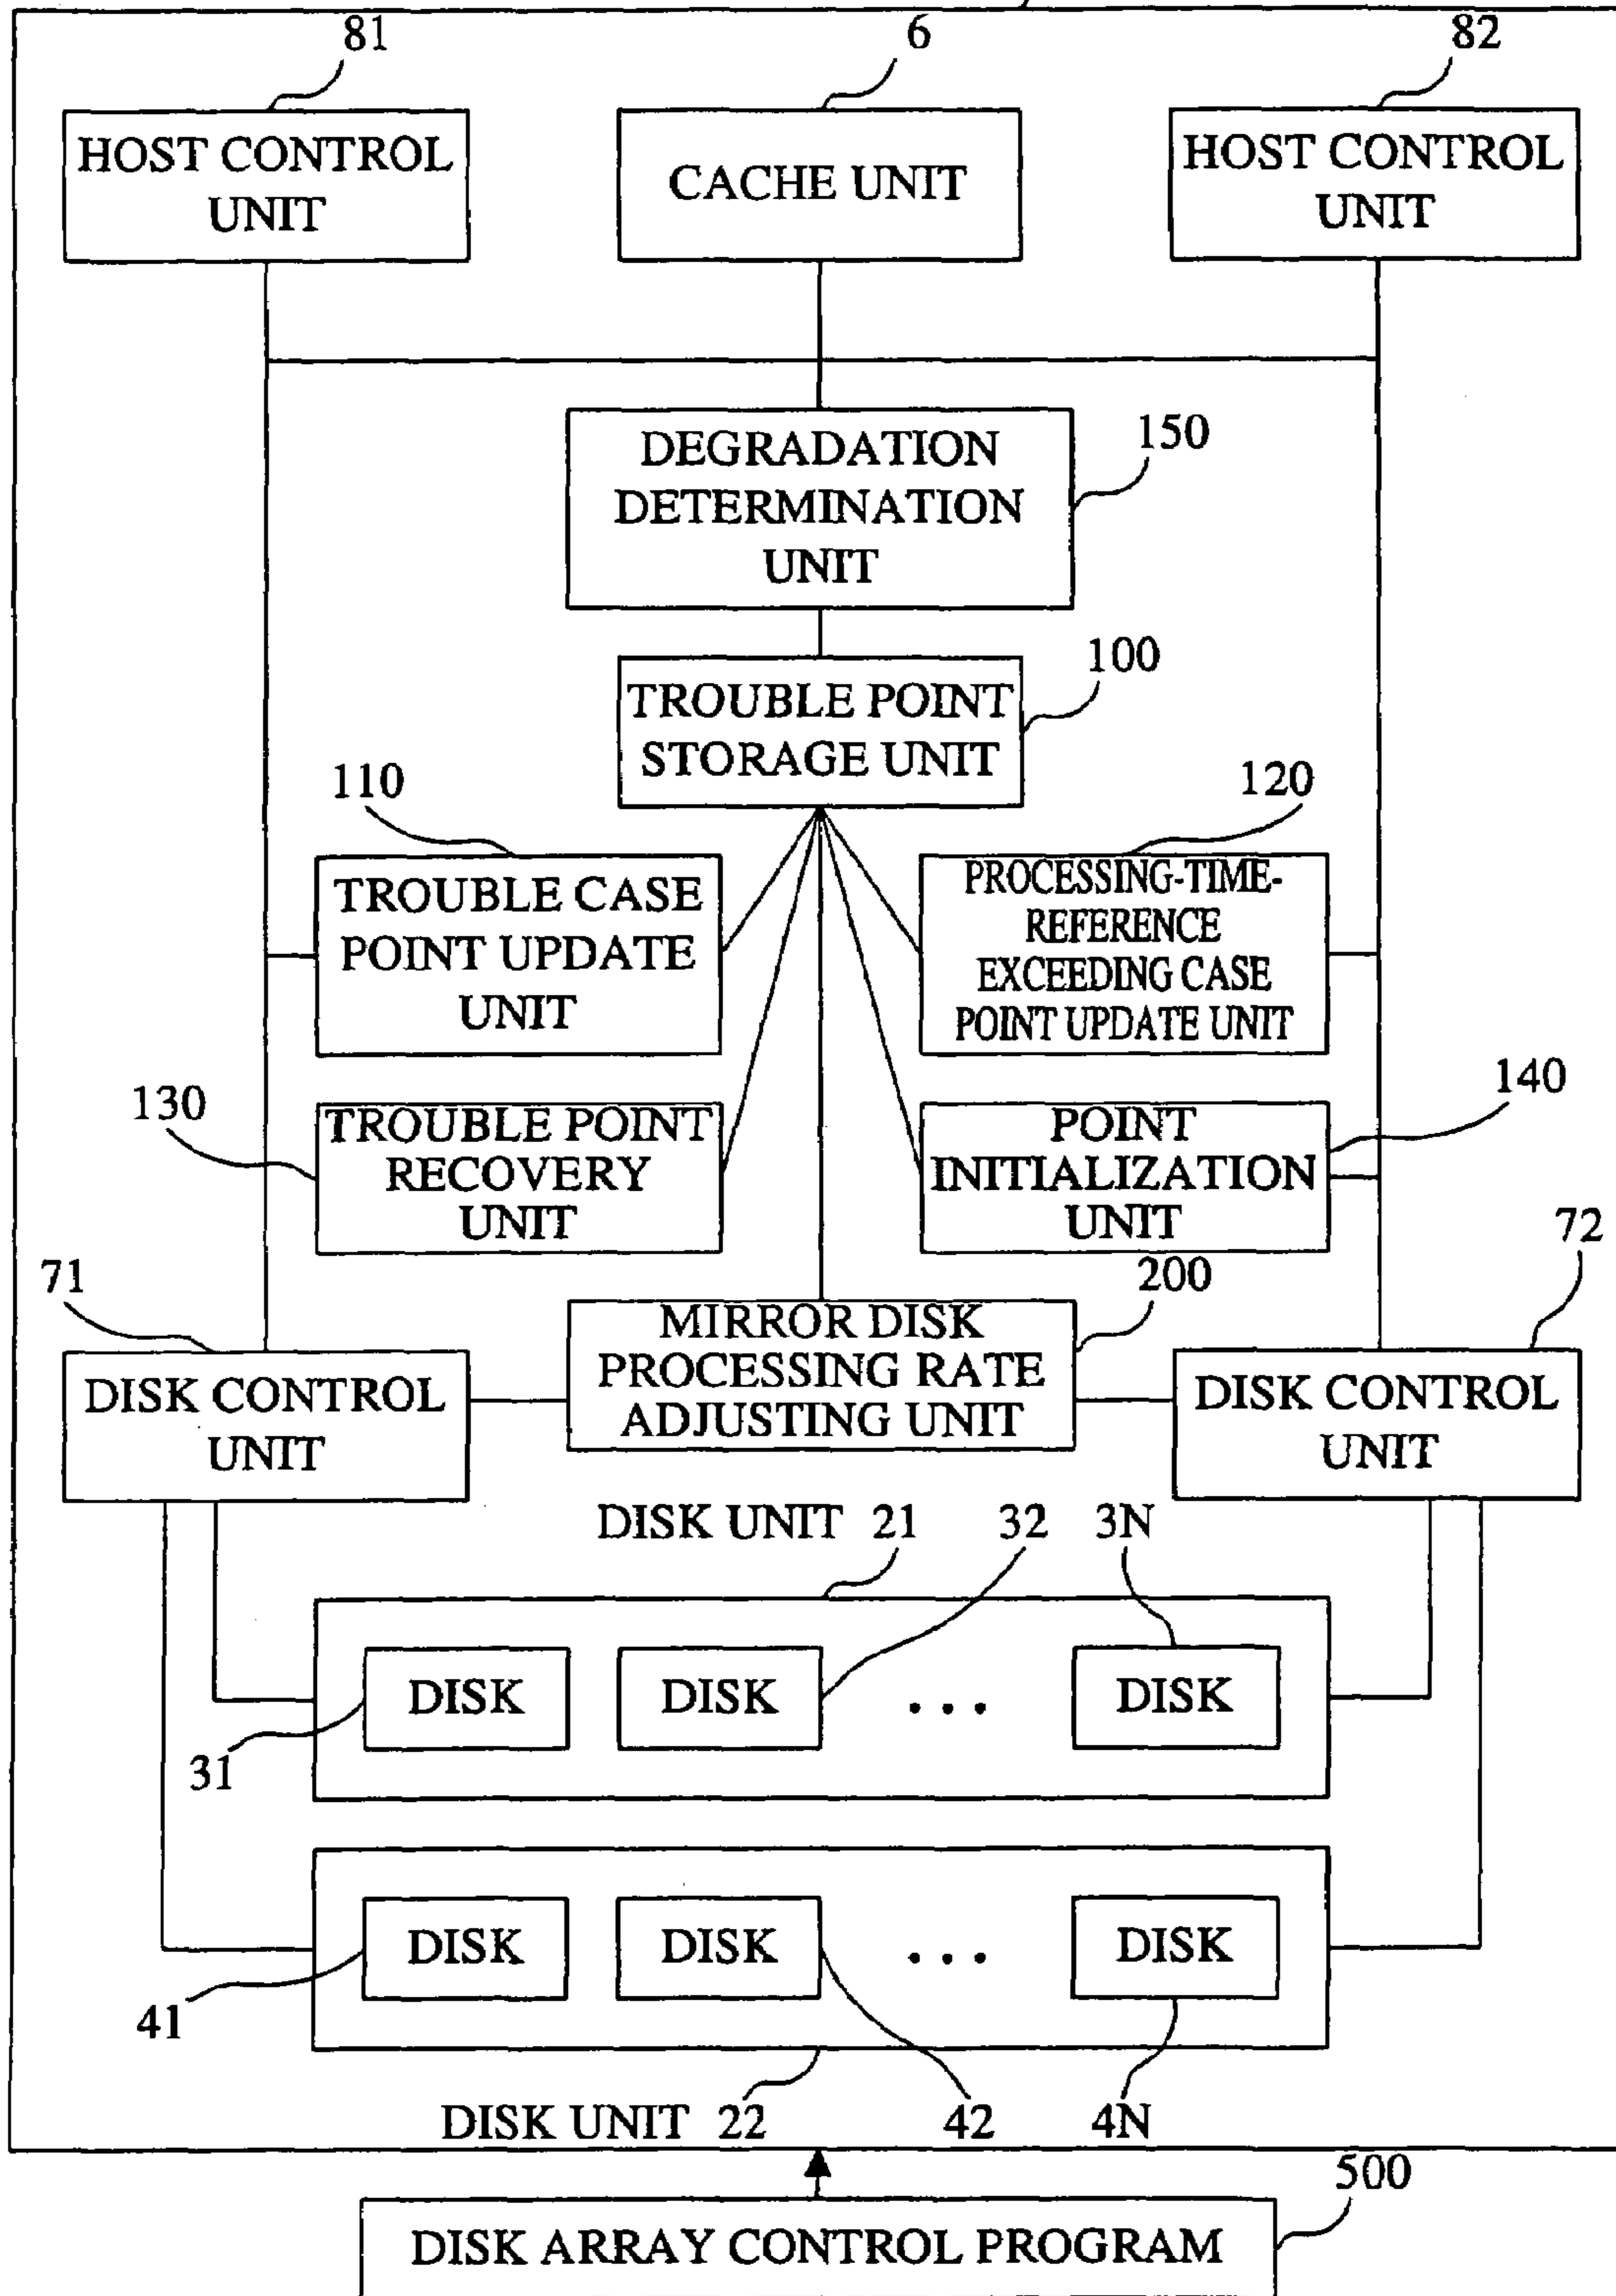 81
6
82
HOST CONTROL
UNIT
CACHE UNIT
HOST CONTROL
UNIT
DEGRADATION
DETERMINATION
UNIT
150
TROUBLE POINT
STORAGE UNIT
100
110
120
TROUBLE CASE
POINT UPDATE
UNIT
PROCESSING-TIME-
REFERENCE
EXCEEDING CASE
POINT UPDATE UNIT
130
TROUBLE POINT
RECOVERY
UNIT
POINT
INITIALIZATION
UNIT
140
71
72
DISK CONTROL
UNIT
MIRROR DISK
PROCESSING RATE
ADJUSTING UNIT
200
DISK CONTROL
UNIT
DISK UNIT 21
32
3N
DISK
DISK
...
DISK
31
DISK
DISK
...
DISK
41
DISK UNIT 22
42
4N
500
DISK ARRAY CONTROL PROGRAM